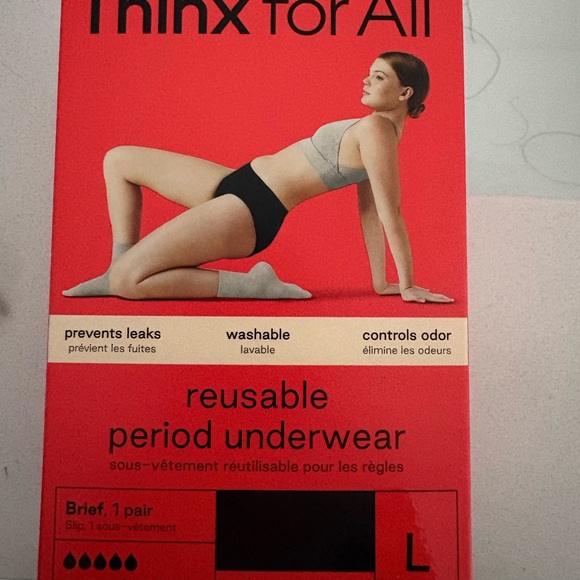 Thinx for All
prevents leaks
prévient les fuites
washable
lavable
controls odor
élimine les odeurs
reusable
period underwear
sous-vêtement réutilisable pour les règles
Brief, 1 pair
Slip, 1 sous-vêtement
L